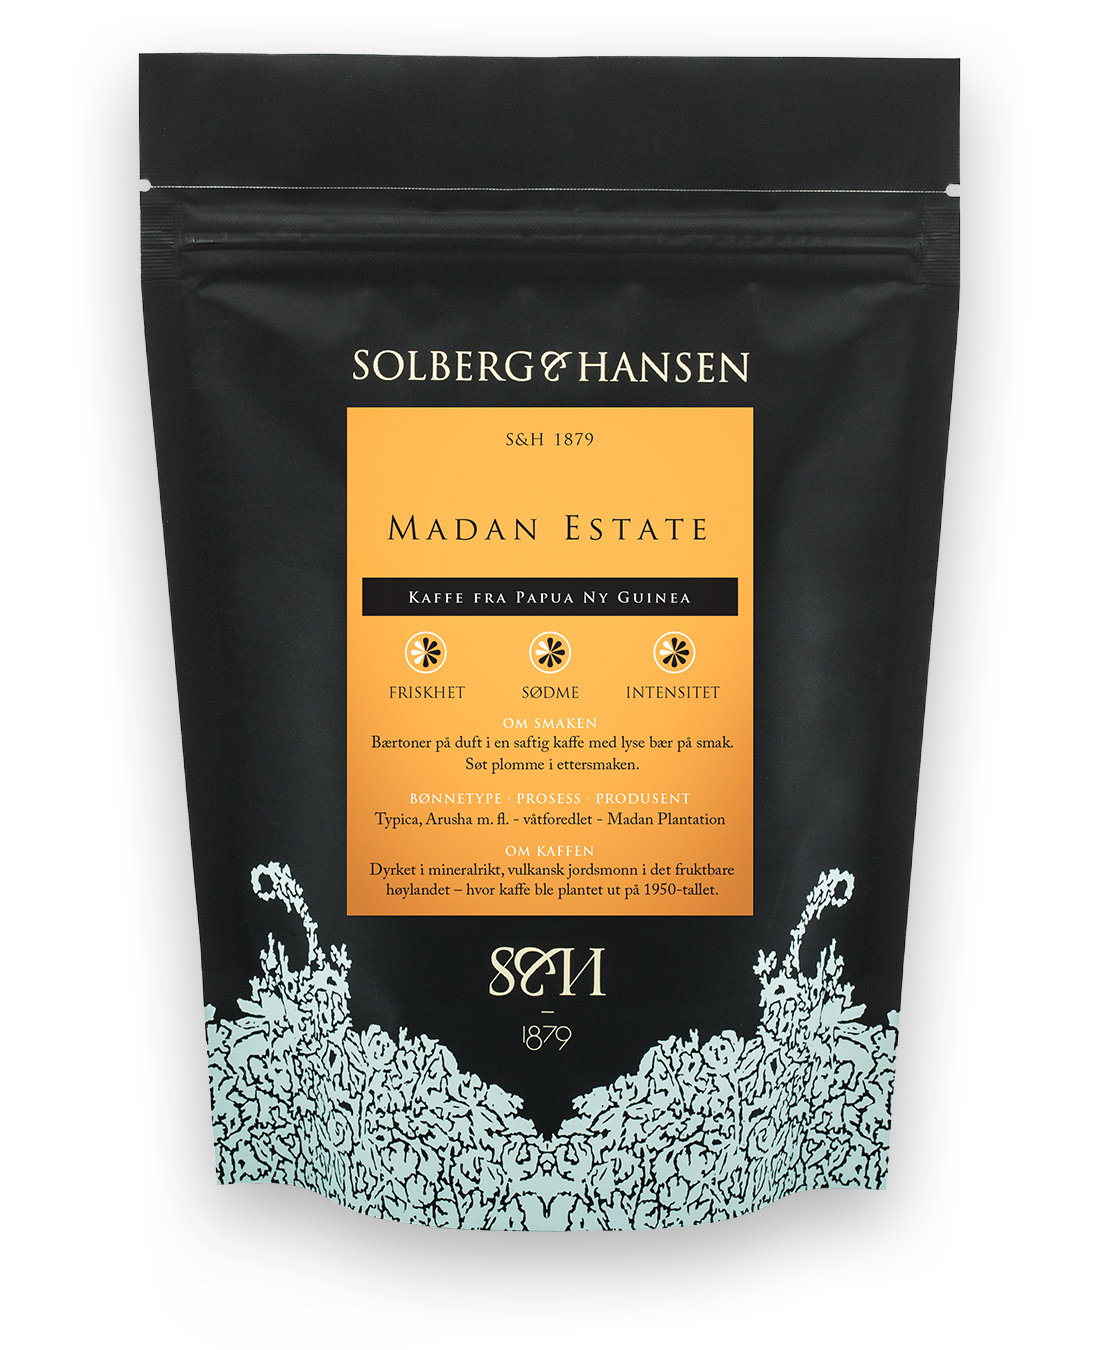 SOLBERG & HANSEN
S&H 1879
MADAN ESTATE
KAFFE FRA PAPUA NY GUINEA
FRISKHET SØDME INTENSITET
OM SMAKEN
Bærtoner på duft i en saftig kaffe med lyse bær på smak.
Søt plomme i ettersmaken.
BØNNETYPE · PROSESS · PRODUSENT
Typica, Arusha m. fl. - våtforedlet - Madan Plantation
OM KAFFEN
Dyrket i mineralrikt, vulkansk jordsmonn i det fruktbare
høylandet – hvor kaffe ble plantet ut på 1950-tallet.
S&H
1879